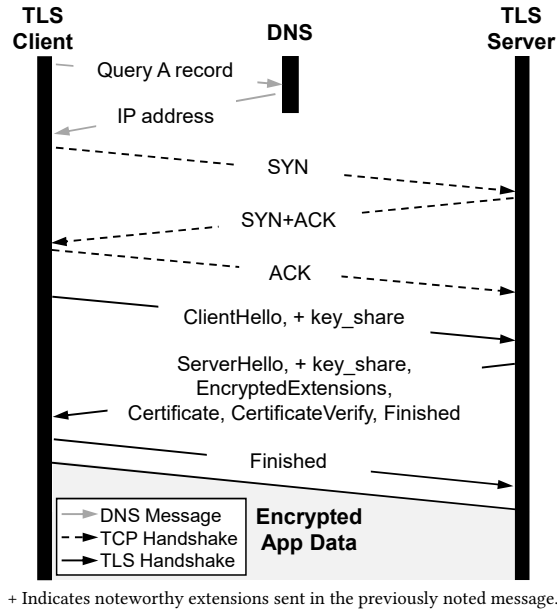 TLS
Client
DNS
TLS
Server
Query A record
IP address
SYN
SYN+ACK
ACK
ClientHello, + key_share
ServerHello, + key_share,
EncryptedExtensions,
Certificate, CertificateVerify, Finished
Finished
DNS Message
TCP Handshake
TLS Handshake
Encrypted
App Data
+ Indicates noteworthy extensions sent in the previously noted message.